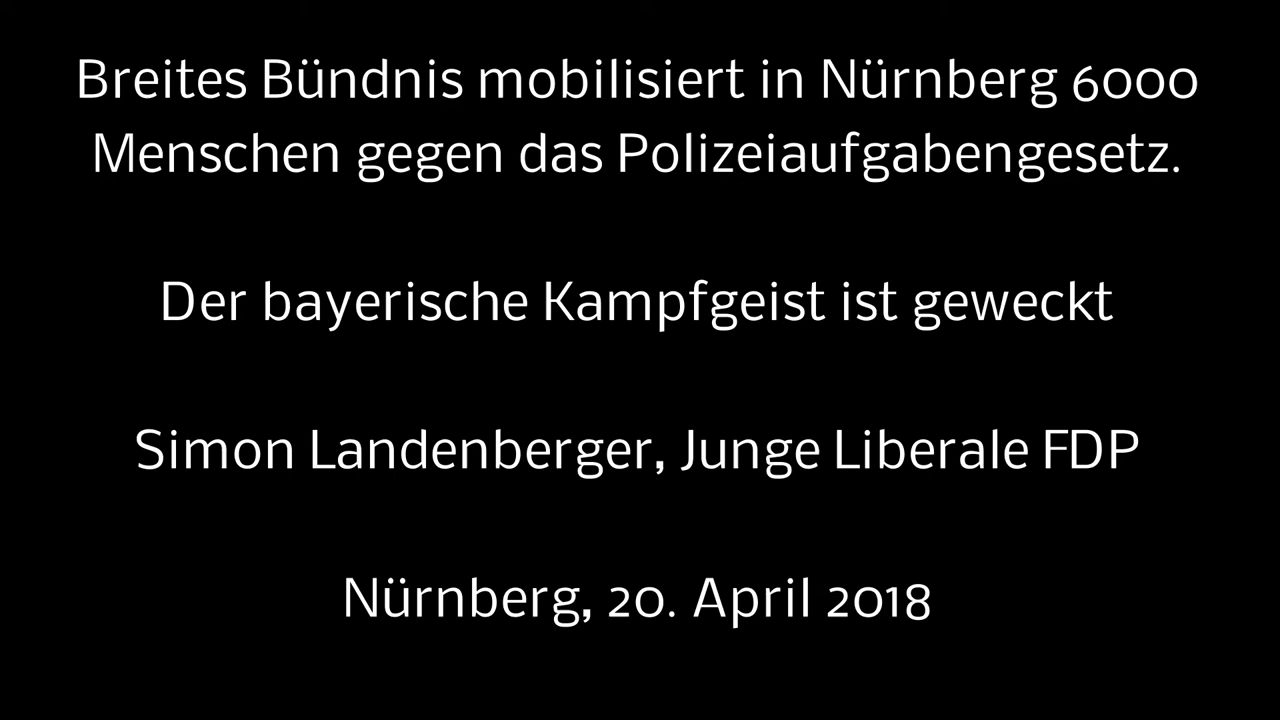 Breites Bündnis mobilisiert in Nürnberg 6000
Menschen gegen das Polizeiaufgabengesetz.
Der bayerische Kampfgeist ist geweckt
Simon Landenberger, Junge Liberale FDP
Nürnberg, 20. April 2018